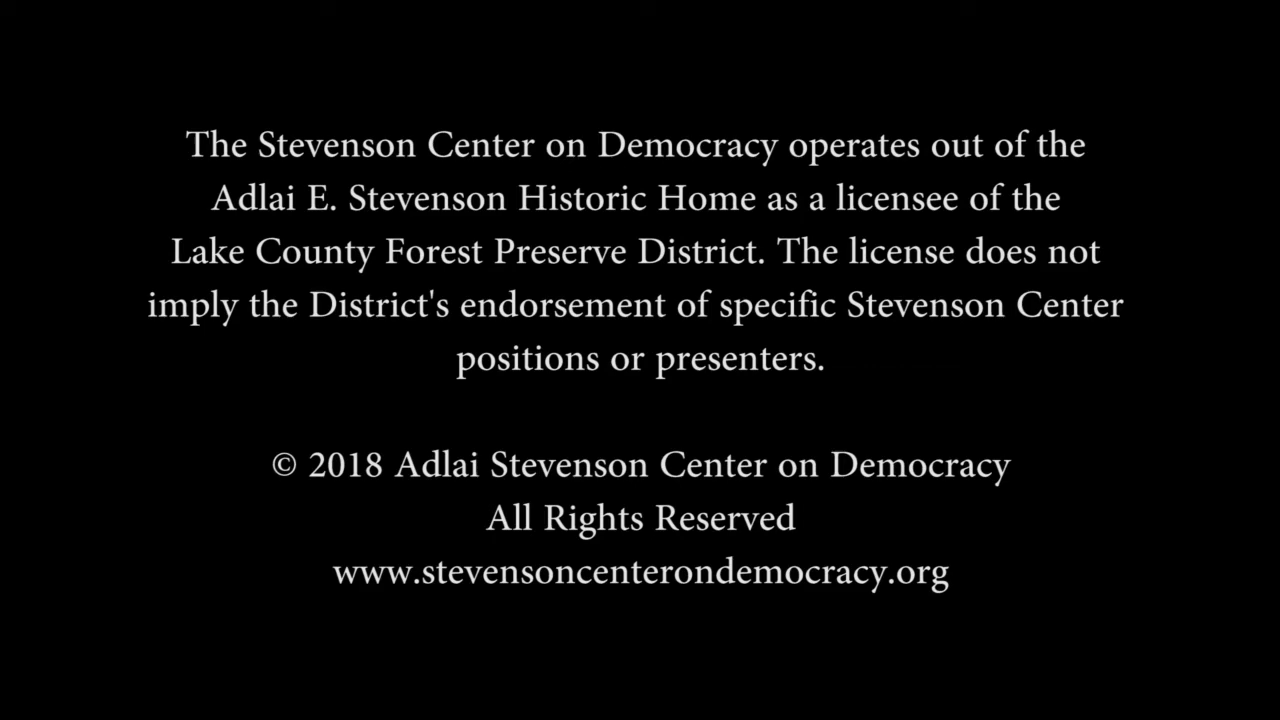 The Stevenson Center on Democracy operates out of the
Adlai E. Stevenson Historic Home as a licensee of the
Lake County Forest Preserve District. The license does not
imply the District's endorsement of specific Stevenson Center
positions or presenters.
© 2018 Adlai Stevenson Center on Democracy
All Rights Reserved
www.stevensoncenterondemocracy.org